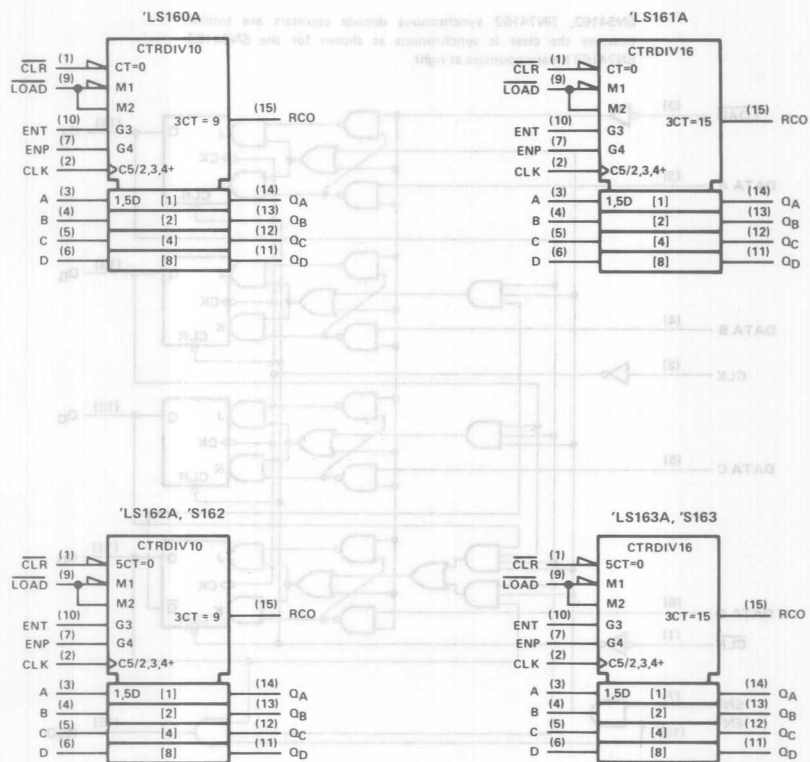 'LS160A
CTRDIV10
(1) CLR CT=0
(9) LOAD M1
M2
3CT = 9 (15) RCO
(10) ENT G3
(7) ENP G4
(2) CLK C5/2,3,4+
(3) A 1,5D [1] (14) QA
(4) B [2] (13) QB
(5) C [4] (12) QC
(6) D [8] (11) QD
'LS161A
CTRDIV16
(1) CLR CT=0
(9) LOAD M1
M2
3CT=15 (15) RCO
(10) ENT G3
(7) ENP G4
(2) CLK C5/2,3,4+
(3) A 1,5D [1] (14) QA
(4) B [2] (13) QB
(5) C [4] (12) QC
(6) D [8] (11) QD
'LS162A, 'S162
CTRDIV10
(1) CLR 5CT=0
(9) LOAD M1
M2
3CT = 9 (15) RCO
(10) ENT G3
(7) ENP G4
(2) CLK C5/2,3,4+
(3) A 1,5D [1] (14) QA
(4) B [2] (13) QB
(5) C [4] (12) QC
(6) D [8] (11) QD
'LS163A, 'S163
CTRDIV16
(1) CLR 5CT=0
(9) LOAD M1
M2
3CT=15 (15) RCO
(10) ENT G3
(7) ENP G4
(2) CLK C5/2,3,4+
(3) A 1,5D [1] (14) QA
(4) B [2] (13) QB
(5) C [4] (12) QC
(6) D [8] (11) QD